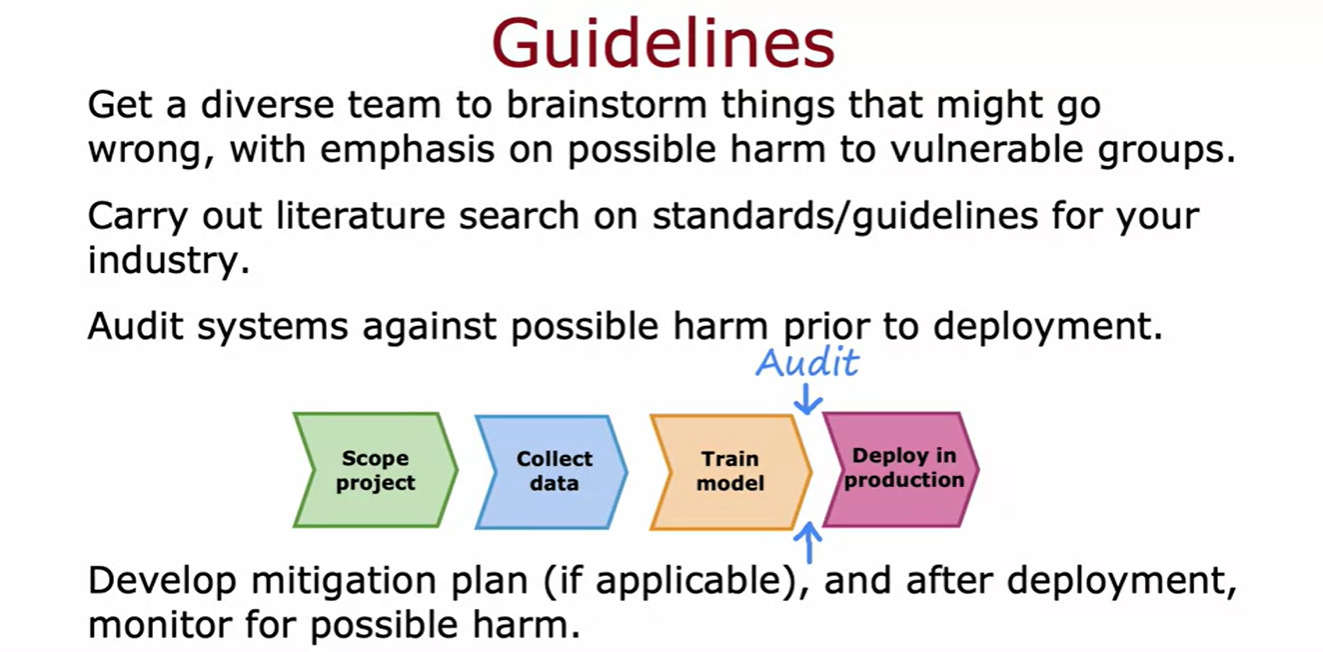 Guidelines
Get a diverse team to brainstorm things that might go
wrong, with emphasis on possible harm to vulnerable groups.
Carry out literature search on standards/guidelines for your
industry.
Audit systems against possible harm prior to deployment.
Audit
Scope
project
Collect
data
Train
model
Deploy in
production
Develop mitigation plan (if applicable), and after deployment,
monitor for possible harm.